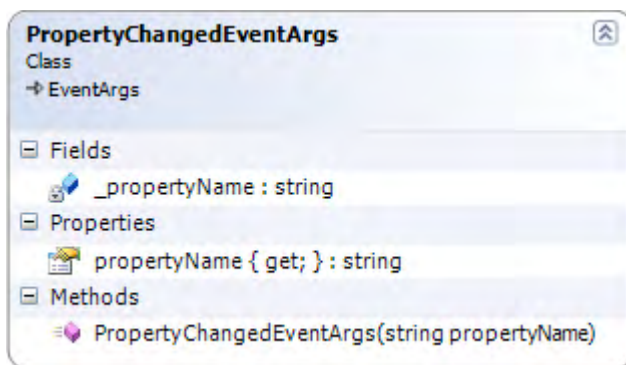 PropertyChangedEventArgs
Class
EventArgs
Fields
_propertyName : string
Properties
propertyName { get; } : string
Methods
PropertyChangedEventArgs(string propertyName)